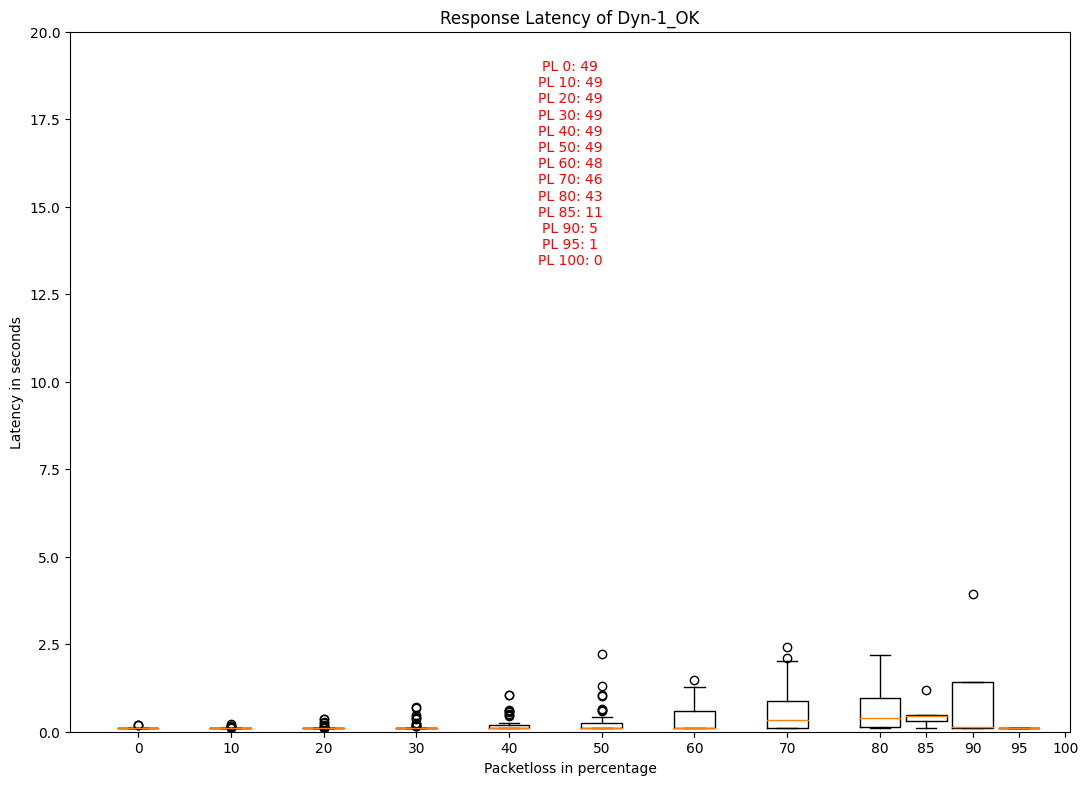 Response Latency of Dyn-1_OK
20.0
17.5
15.0
12.5
10.0
7.5
5.0
2.5
0.0
Latency in seconds
PL 0: 49
PL 10: 49
PL 20: 49
PL 30: 49
PL 40: 49
PL 50: 49
PL 60: 48
PL 70: 46
PL 80: 43
PL 85: 11
PL 90: 5
PL 95: 1
PL 100: 0
0 10 20 30 40 50 60 70 80 85 90 95 100
Packetloss in percentage